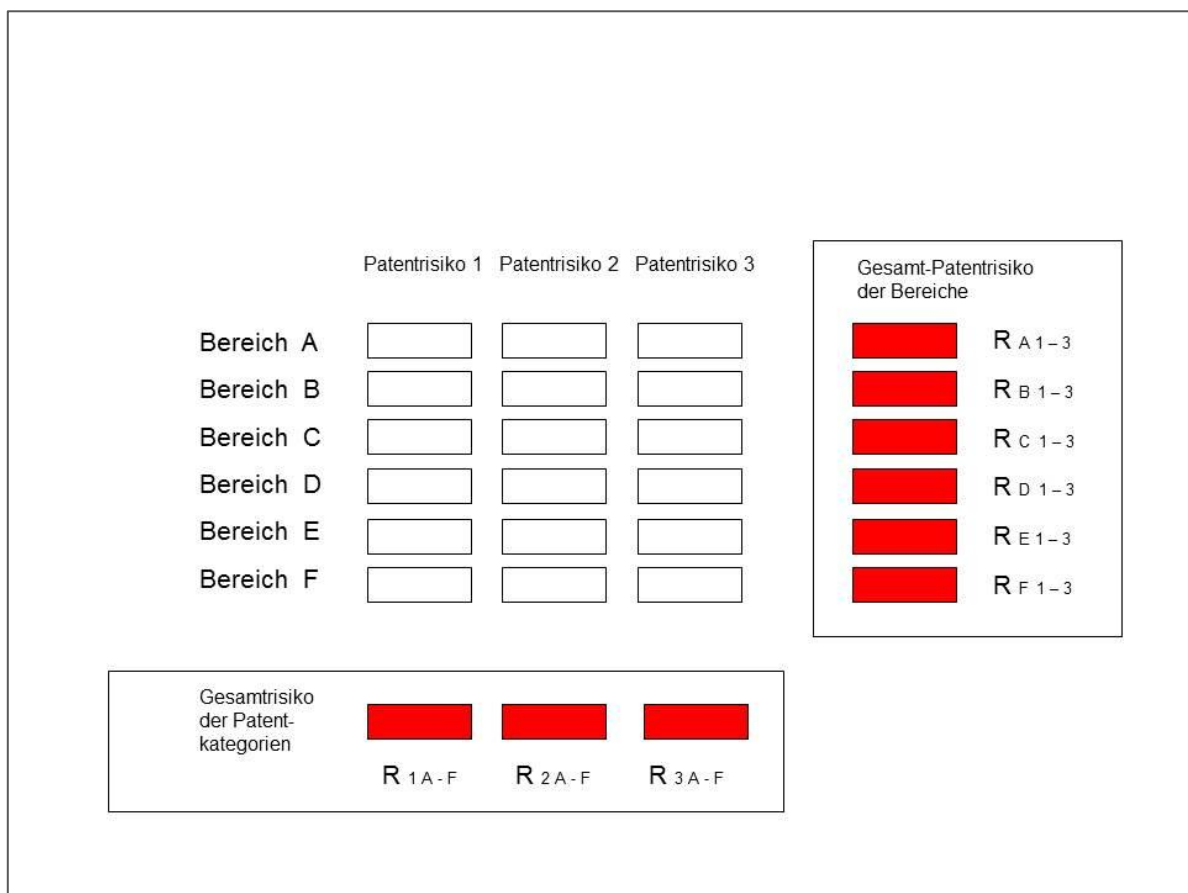 Patentrisiko 1 Patentrisiko 2 Patentrisiko 3
Gesamt-Patentrisiko
der Bereiche
Bereich A
R A 1 – 3
Bereich B
R B 1 – 3
Bereich C
R C 1 – 3
Bereich D
R D 1 – 3
Bereich E
R E 1 – 3
Bereich F
R F 1 – 3
Gesamtrisiko
der Patent-
kategorien
R 1 A - F R 2 A - F R 3 A - F